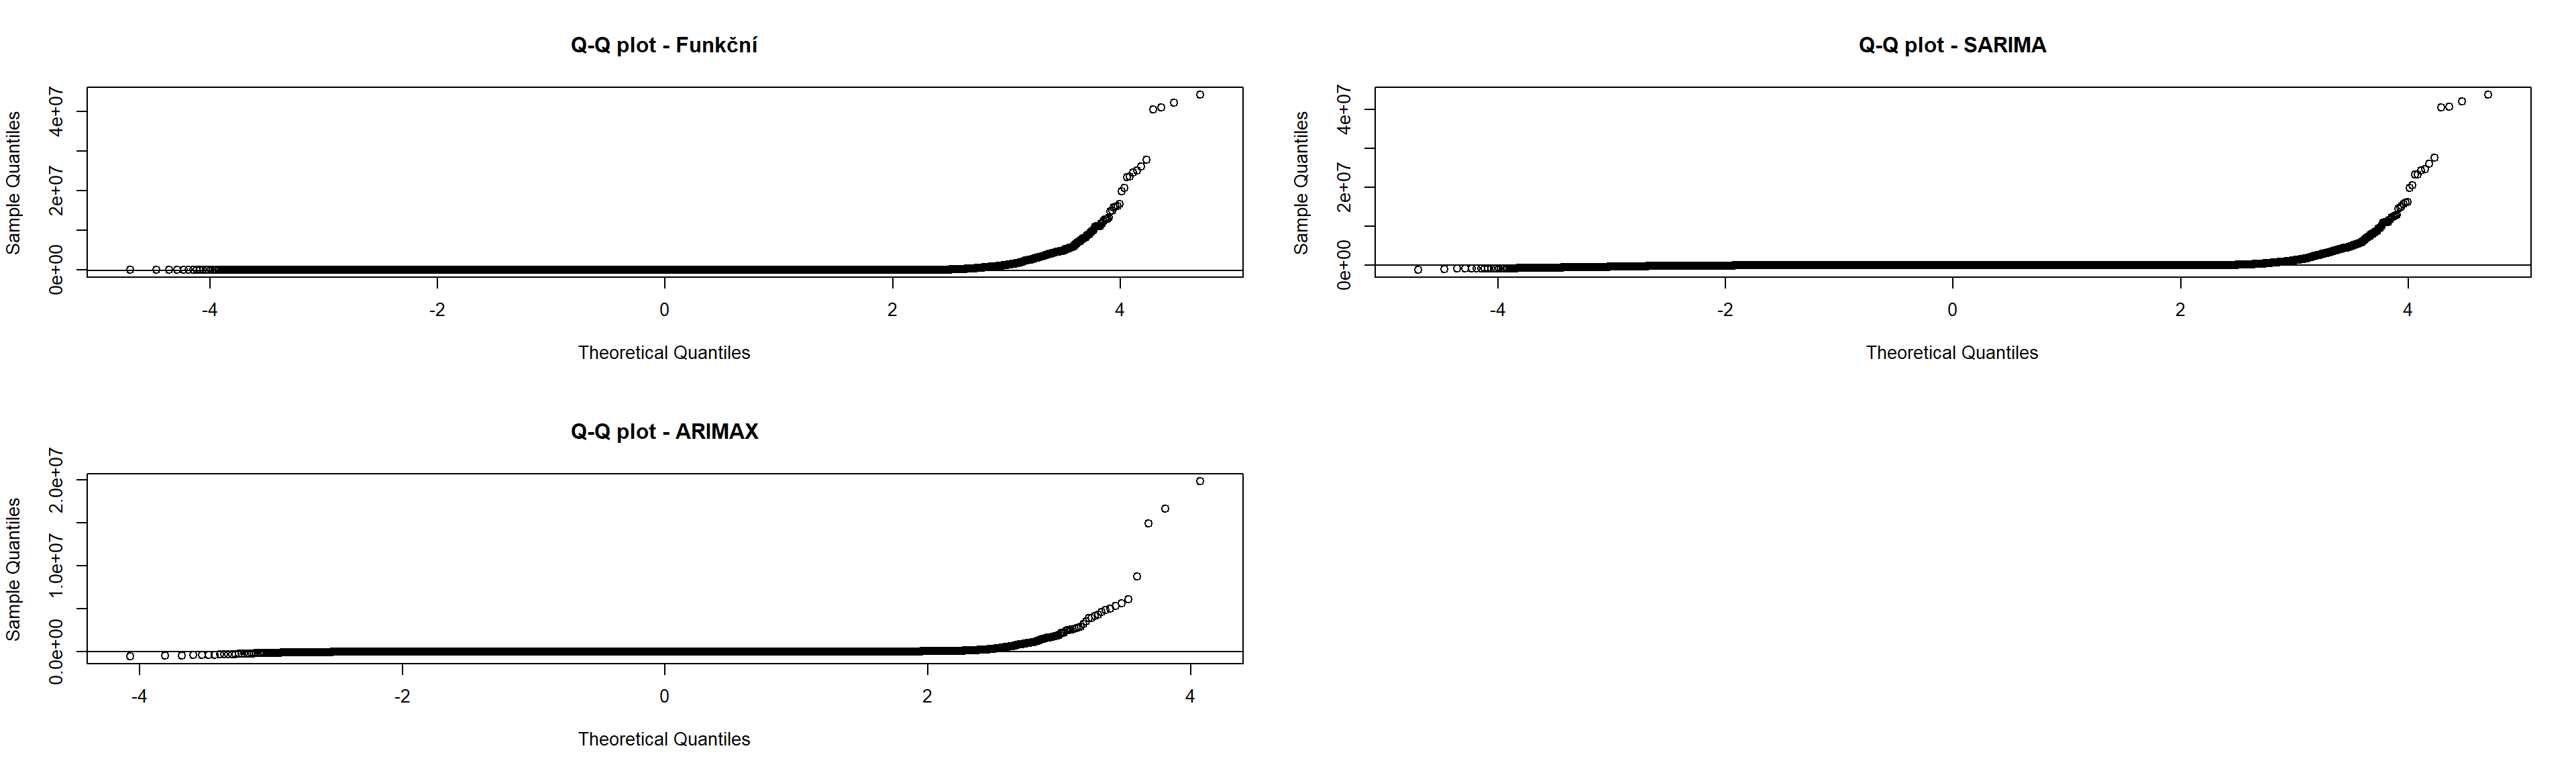 Q-Q plot - Funkční
Sample Quantiles
0e+00 2e+07 4e+07
-4 -2 0 2 4
Theoretical Quantiles
Q-Q plot - SARIMA
Sample Quantiles
0e+00 2e+07 4e+07
-4 -2 0 2 4
Theoretical Quantiles
Q-Q plot - ARIMAX
Sample Quantiles
0.0e+00 1.0e+07 2.0e+07
-4 -2 0 2 4
Theoretical Quantiles